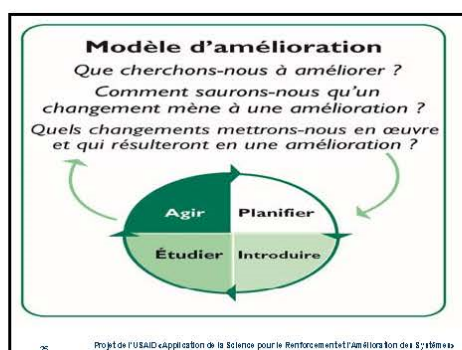 Modèle d'amélioration
Que cherchons-nous à améliorer ?
Comment saurons-nous qu'un
changement mène à une amélioration ?
Quels changements mettrons-nous en œuvre
et qui résulteront en une amélioration ?
Agir Planifier
Étudier Introduire
Projet de l'USAID «Application de la Science pour le Renforcement et l'Amélioration des Systèmes»